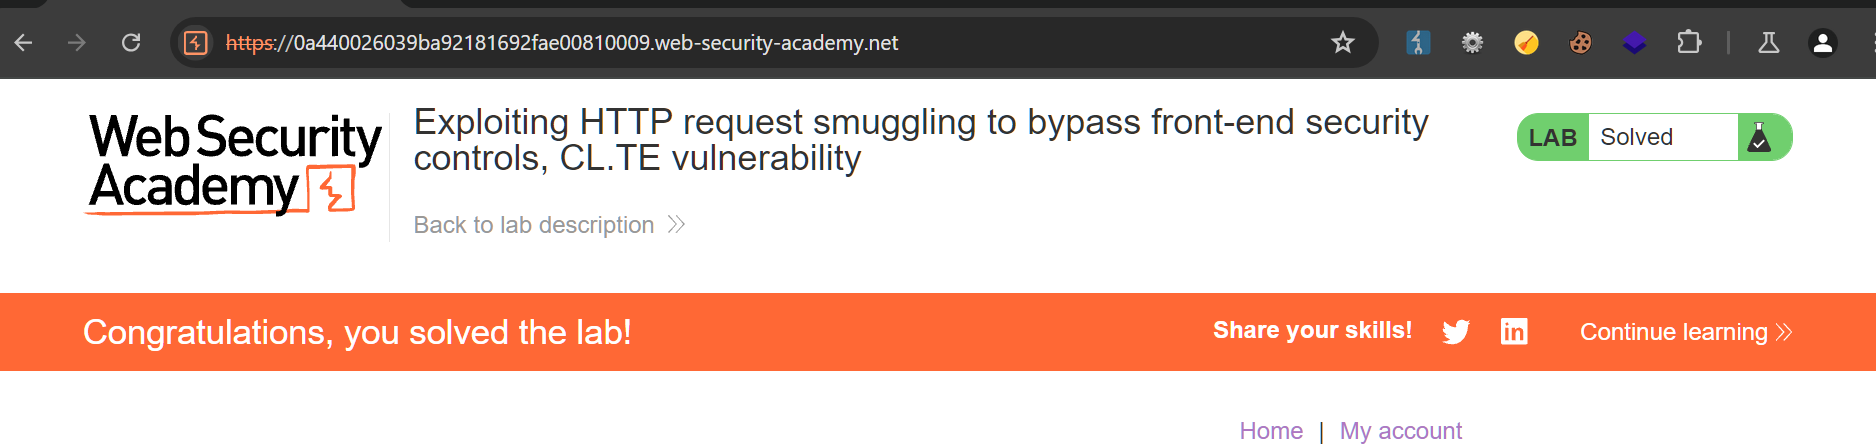 https://0a440026039ba92181692fae00810009.web-security-academy.net
Web Security
Academy
Exploiting HTTP request smuggling to bypass front-end security
controls, CL.TE vulnerability
LAB Solved
Back to lab description
Congratulations, you solved the lab!
Share your skills!
Continue learning
Home | My account